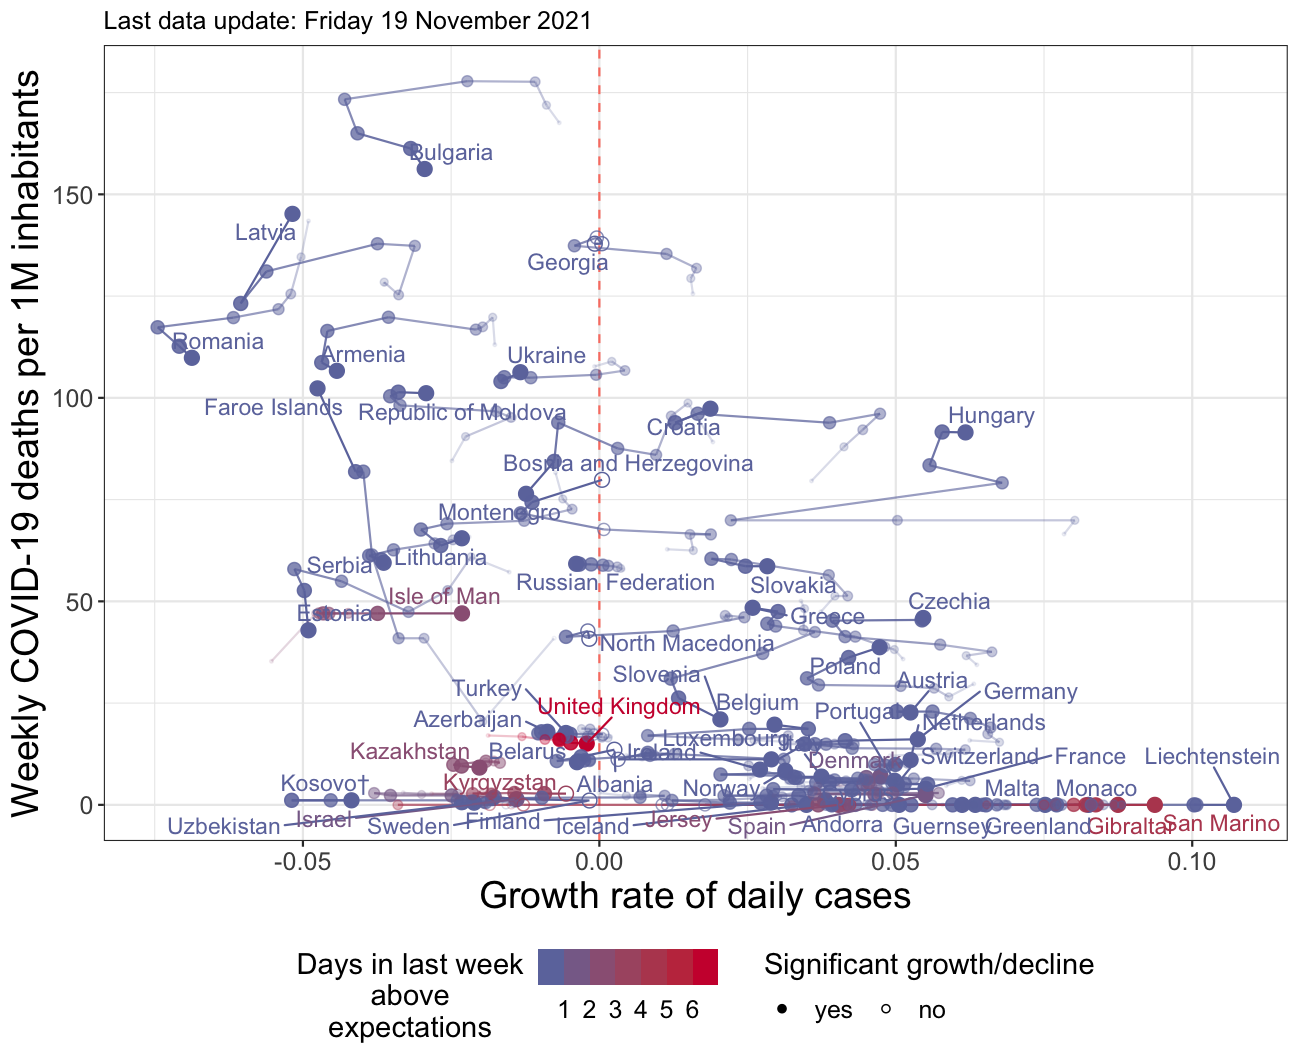 Last data update: Friday 19 November 2021
Weekly COVID-19 deaths per 1M inhabitants
150
100
50
0
Bulgaria
Latvia
Georgia
Romania
Armenia
Ukraine
Faroe Islands
Republic of Moldova
Croatia
Hungary
Bosnia and Herzegovina
Montenegro
Serbia
Lithuania
Russian Federation
Slovakia
Isle of Man
Estonia
Greece
Czechia
North Macedonia
Slovenia
Poland
Turkey
Austria
Germany
United Kingdom
Belgium
Portugal
Azerbaijan
Netherlands
Kazakhstan
Belarus
Ireland
Luxembourg
Denmark
Switzerland
France
Liechtenstein
Kosovo†
Kyrgyzstan
Albania
Norway
Malta
Monaco
Uzbekistan
Israel
Sweden
Finland
Iceland
Jersey
Spain
Andorra
Guernsey
Greenland
Gibraltar
San Marino
-0.05
0.00
0.05
0.10
Growth rate of daily cases
Days in last week
above
expectations
1 2 3 4 5 6
Significant growth/decline
yes
no